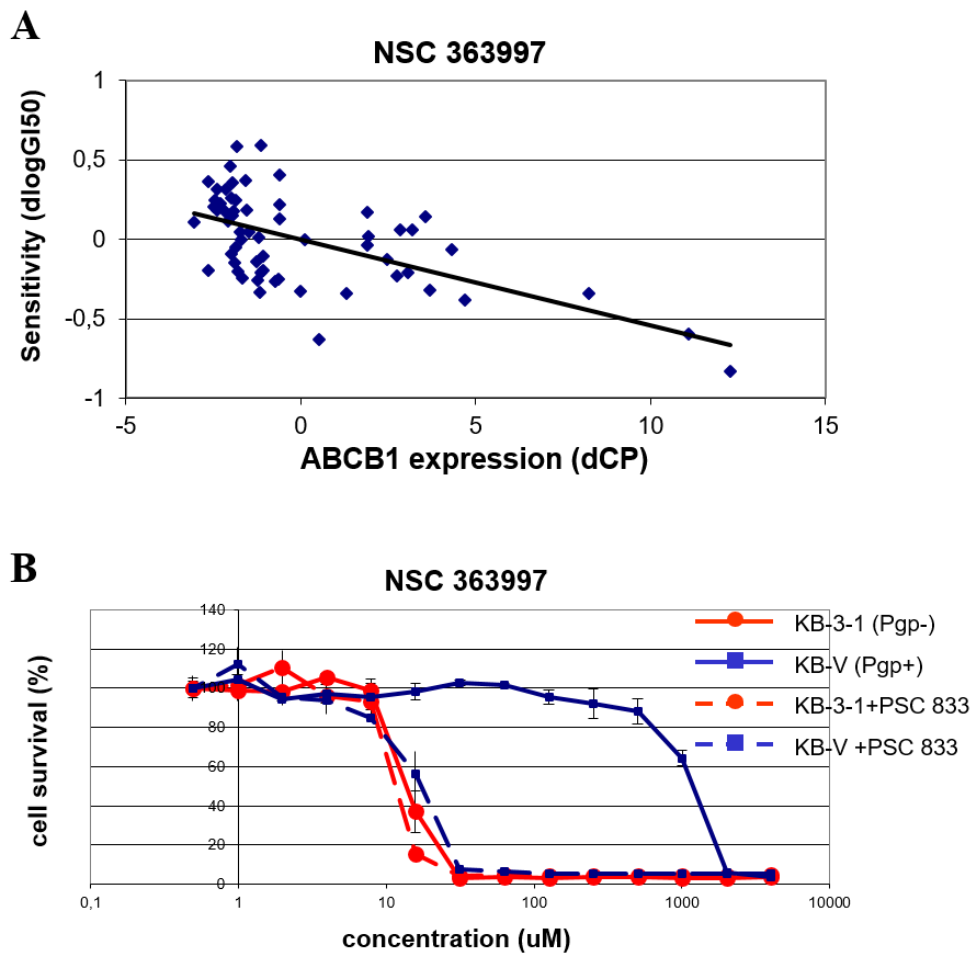 A
NSC 363997
Sensitivity (dlogGI50)
1
0,5
0
-0,5
-1
-5
0
5
10
15
ABCB1 expression (dCP)
B
NSC 363997
cell survival (%)
140
120
100
80
60
40
20
0
0,1
1
10
100
1000
10000
concentration (uM)
KB-3-1 (Pgp-)
KB-V (Pgp+)
KB-3-1+PSC 833
KB-V +PSC 833